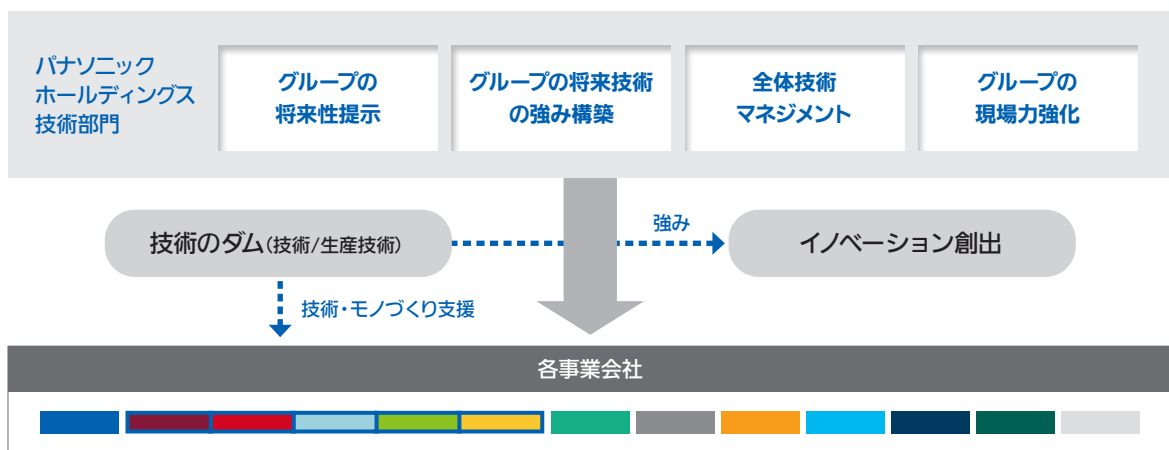 パナソニック
ホールディングス
技術部門
グループの
将来性提示
グループの将来技術
の強み構築
全体技術
マネジメント
グループの
現場力強化
技術のダム(技術/生産技術)
強み
イノベーション創出
技術・モノづくり支援
各事業会社